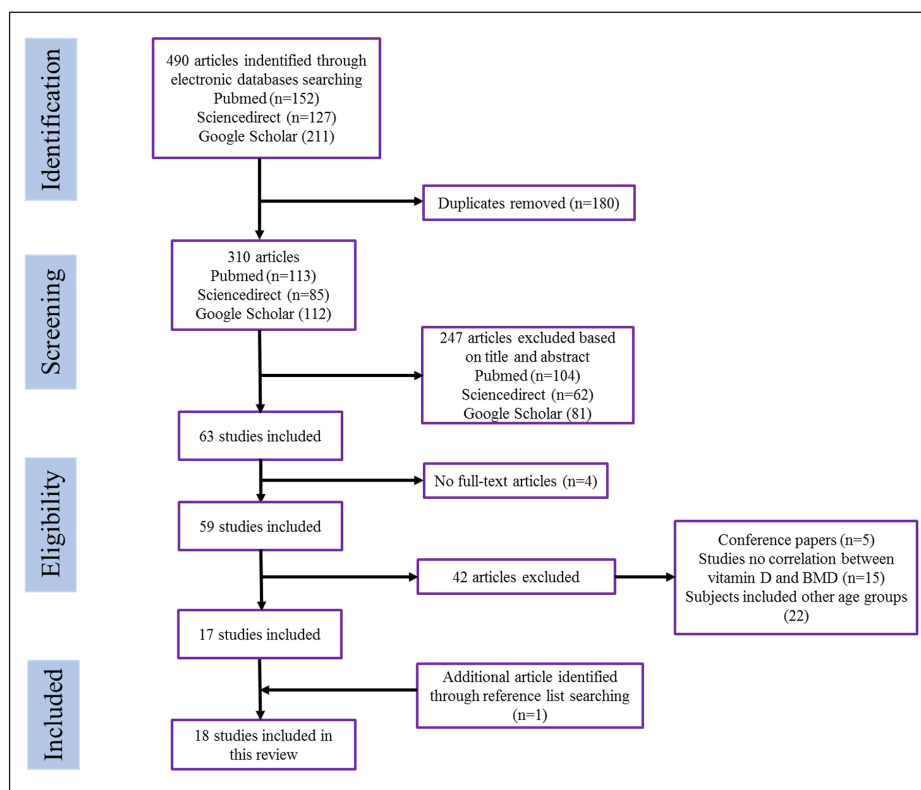 Identification
490 articles indentified through
electronic databases searching
Pubmed (n=152)
Sciencedirect (n=127)
Google Scholar (211)
Duplicates removed (n=180)
Screening
310 articles
Pubmed (n=113)
Sciencedirect (n=85)
Google Scholar (112)
247 articles excluded based
on title and abstract
Pubmed (n=104)
Sciencedirect (n=62)
Google Scholar (81)
63 studies included
Eligibility
No full-text articles (n=4)
59 studies included
42 articles excluded
Conference papers (n=5)
Studies no correlation between
vitamin D and BMD (n=15)
Subjects included other age groups
(22)
17 studies included
Included
Additional article identified
through reference list searching
(n=1)
18 studies included in
this review